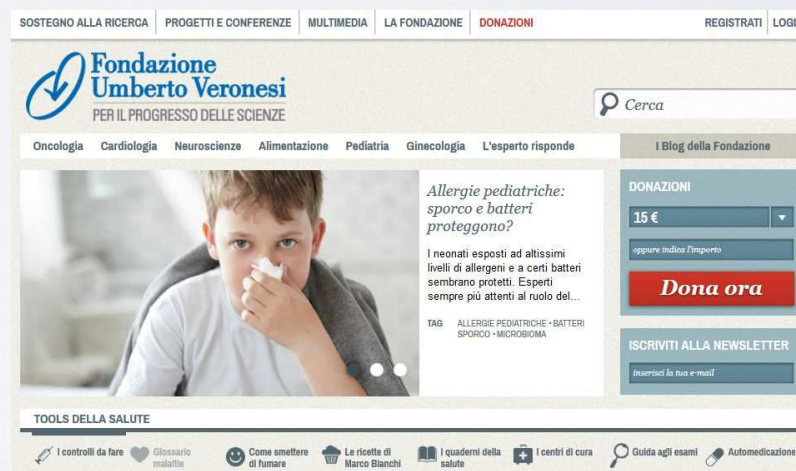 SOSTEGNO ALLA RICERCA PROGETTI E CONFERENZE MULTIMEDIA LA FONDAZIONE DONAZIONI REGISTRATI
Fondazione
Umberto Veronesi
PER IL PROGRESSO DELLE SCIENZE
Cerca
Oncologia Cardiologia Neuroscienze Alimentazione Pediatria Ginecologia L'esperto risponde I Blog della Fondazione
Allergie pediatriche:
sporco e batteri
proteggono?
I neonati esposti ad altissimi
livelli di allergeni e a certi batteri
sembrano protetti. Esperti
sempre più attenti al ruolo del...
TAG ALLERGIE PEDIATRICHE • BATTERI
SPORCO • MICROBIOMA
DONAZIONI
15 €
oppure indica l'importo
Dona ora
ISCRIVITI ALLA NEWSLETTER
inserisci la tua e-mail
TOOLS DELLA SALUTE
I controlli da fare
Glossario
malattie
Come smettere
di fumare
Le ricette di
Marco Bianchi
I quaderni della
salute
I centri di cura
Guida agli esami
Automedicazione